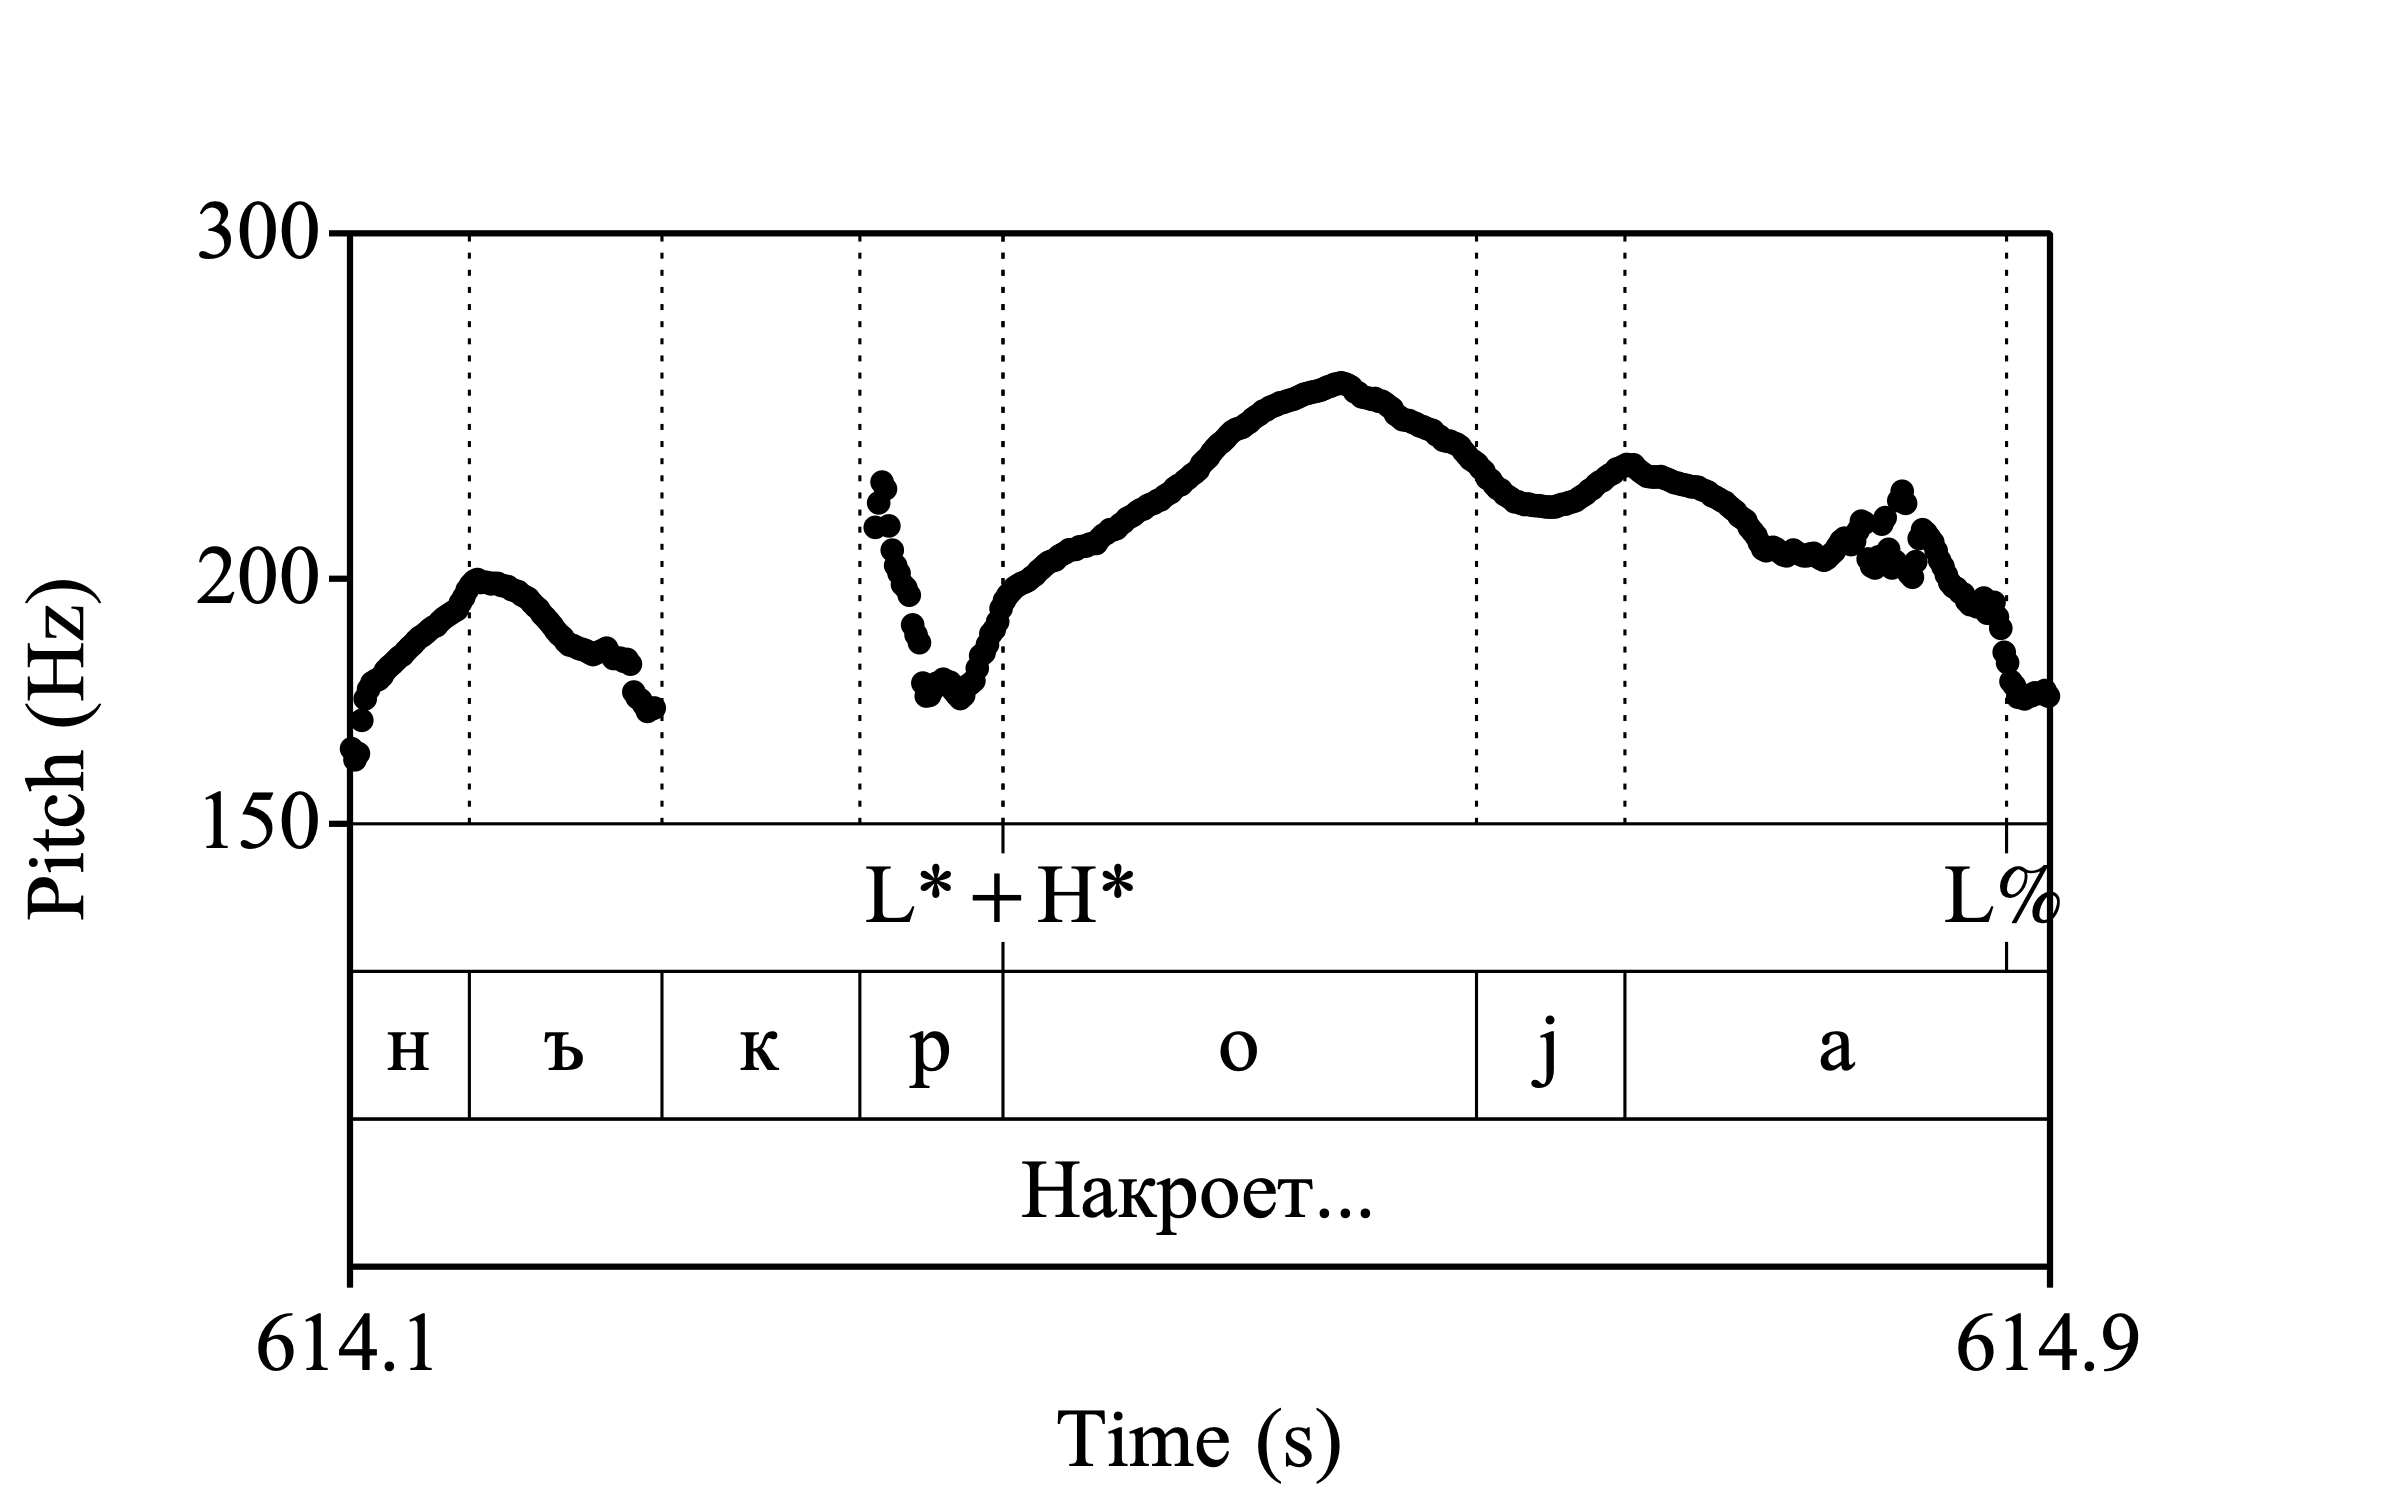 300
200
150
Pitch (Hz)
L*+H* L%
н ъ к р о j а
Накроет...
614.1 614.9
Time (s)